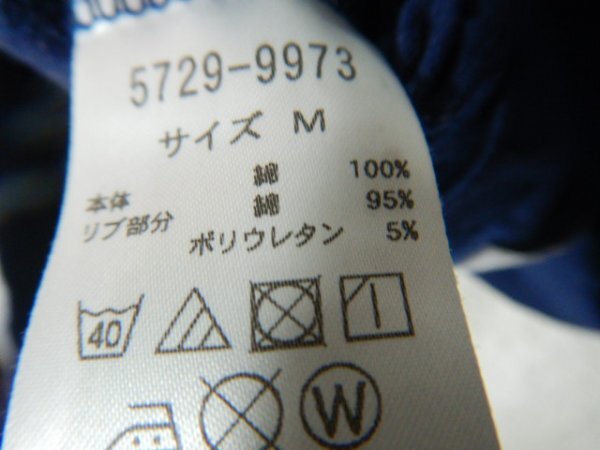 5729-9973
サイズ M
本体 綿 100%
リブ部分 綿 95%
ポリウレタン 5%
40
W